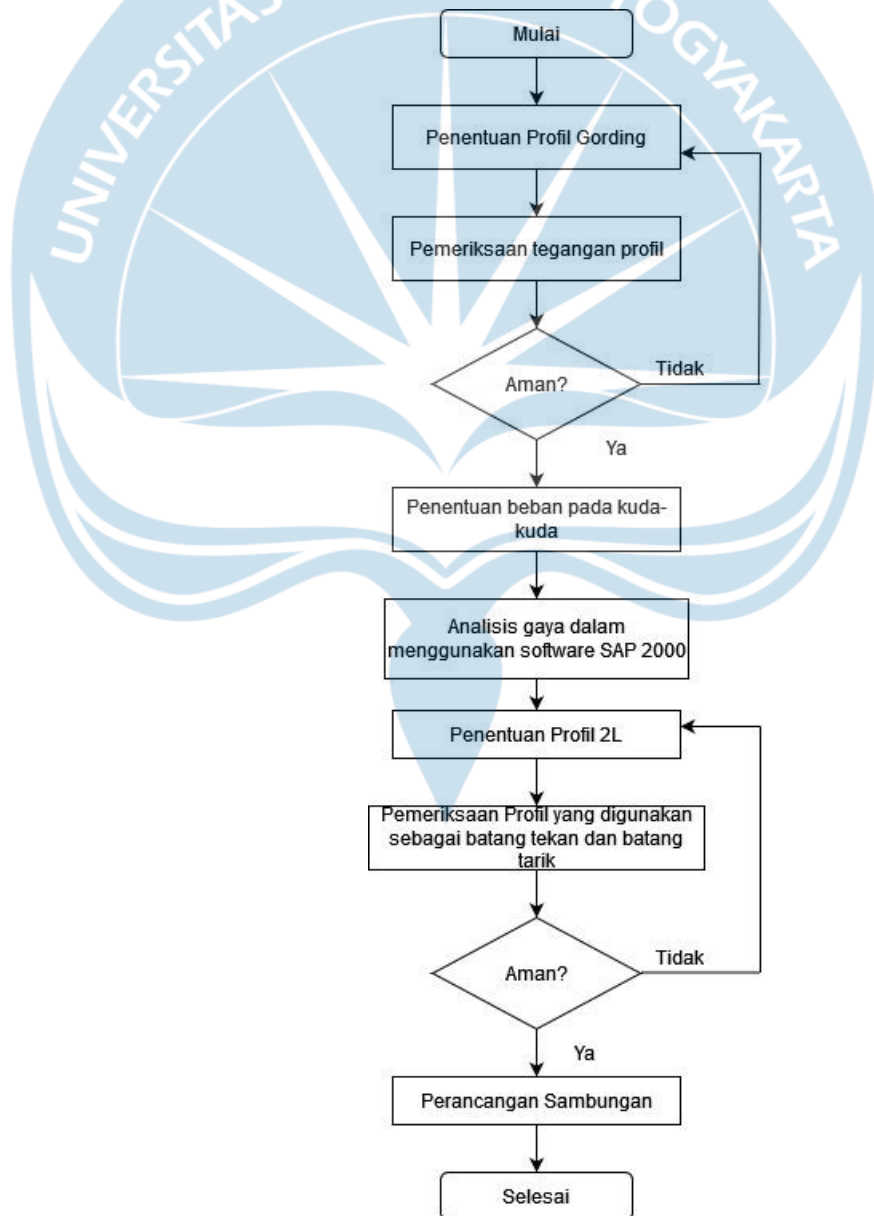 UNIVERSITAS
OGYAKARTA
Mulai
Penentuan Profil Gording
Pemeriksaan tegangan profil
Aman?
Tidak
Ya
Penentuan beban pada kuda-
kuda
Analisis gaya dalam
menggunakan software SAP 2000
Penentuan Profil 2L
Pemeriksaan Profil yang digunakan
sebagai batang tekan dan batang
tarik
Aman?
Tidak
Ya
Perancangan Sambungan
Selesai